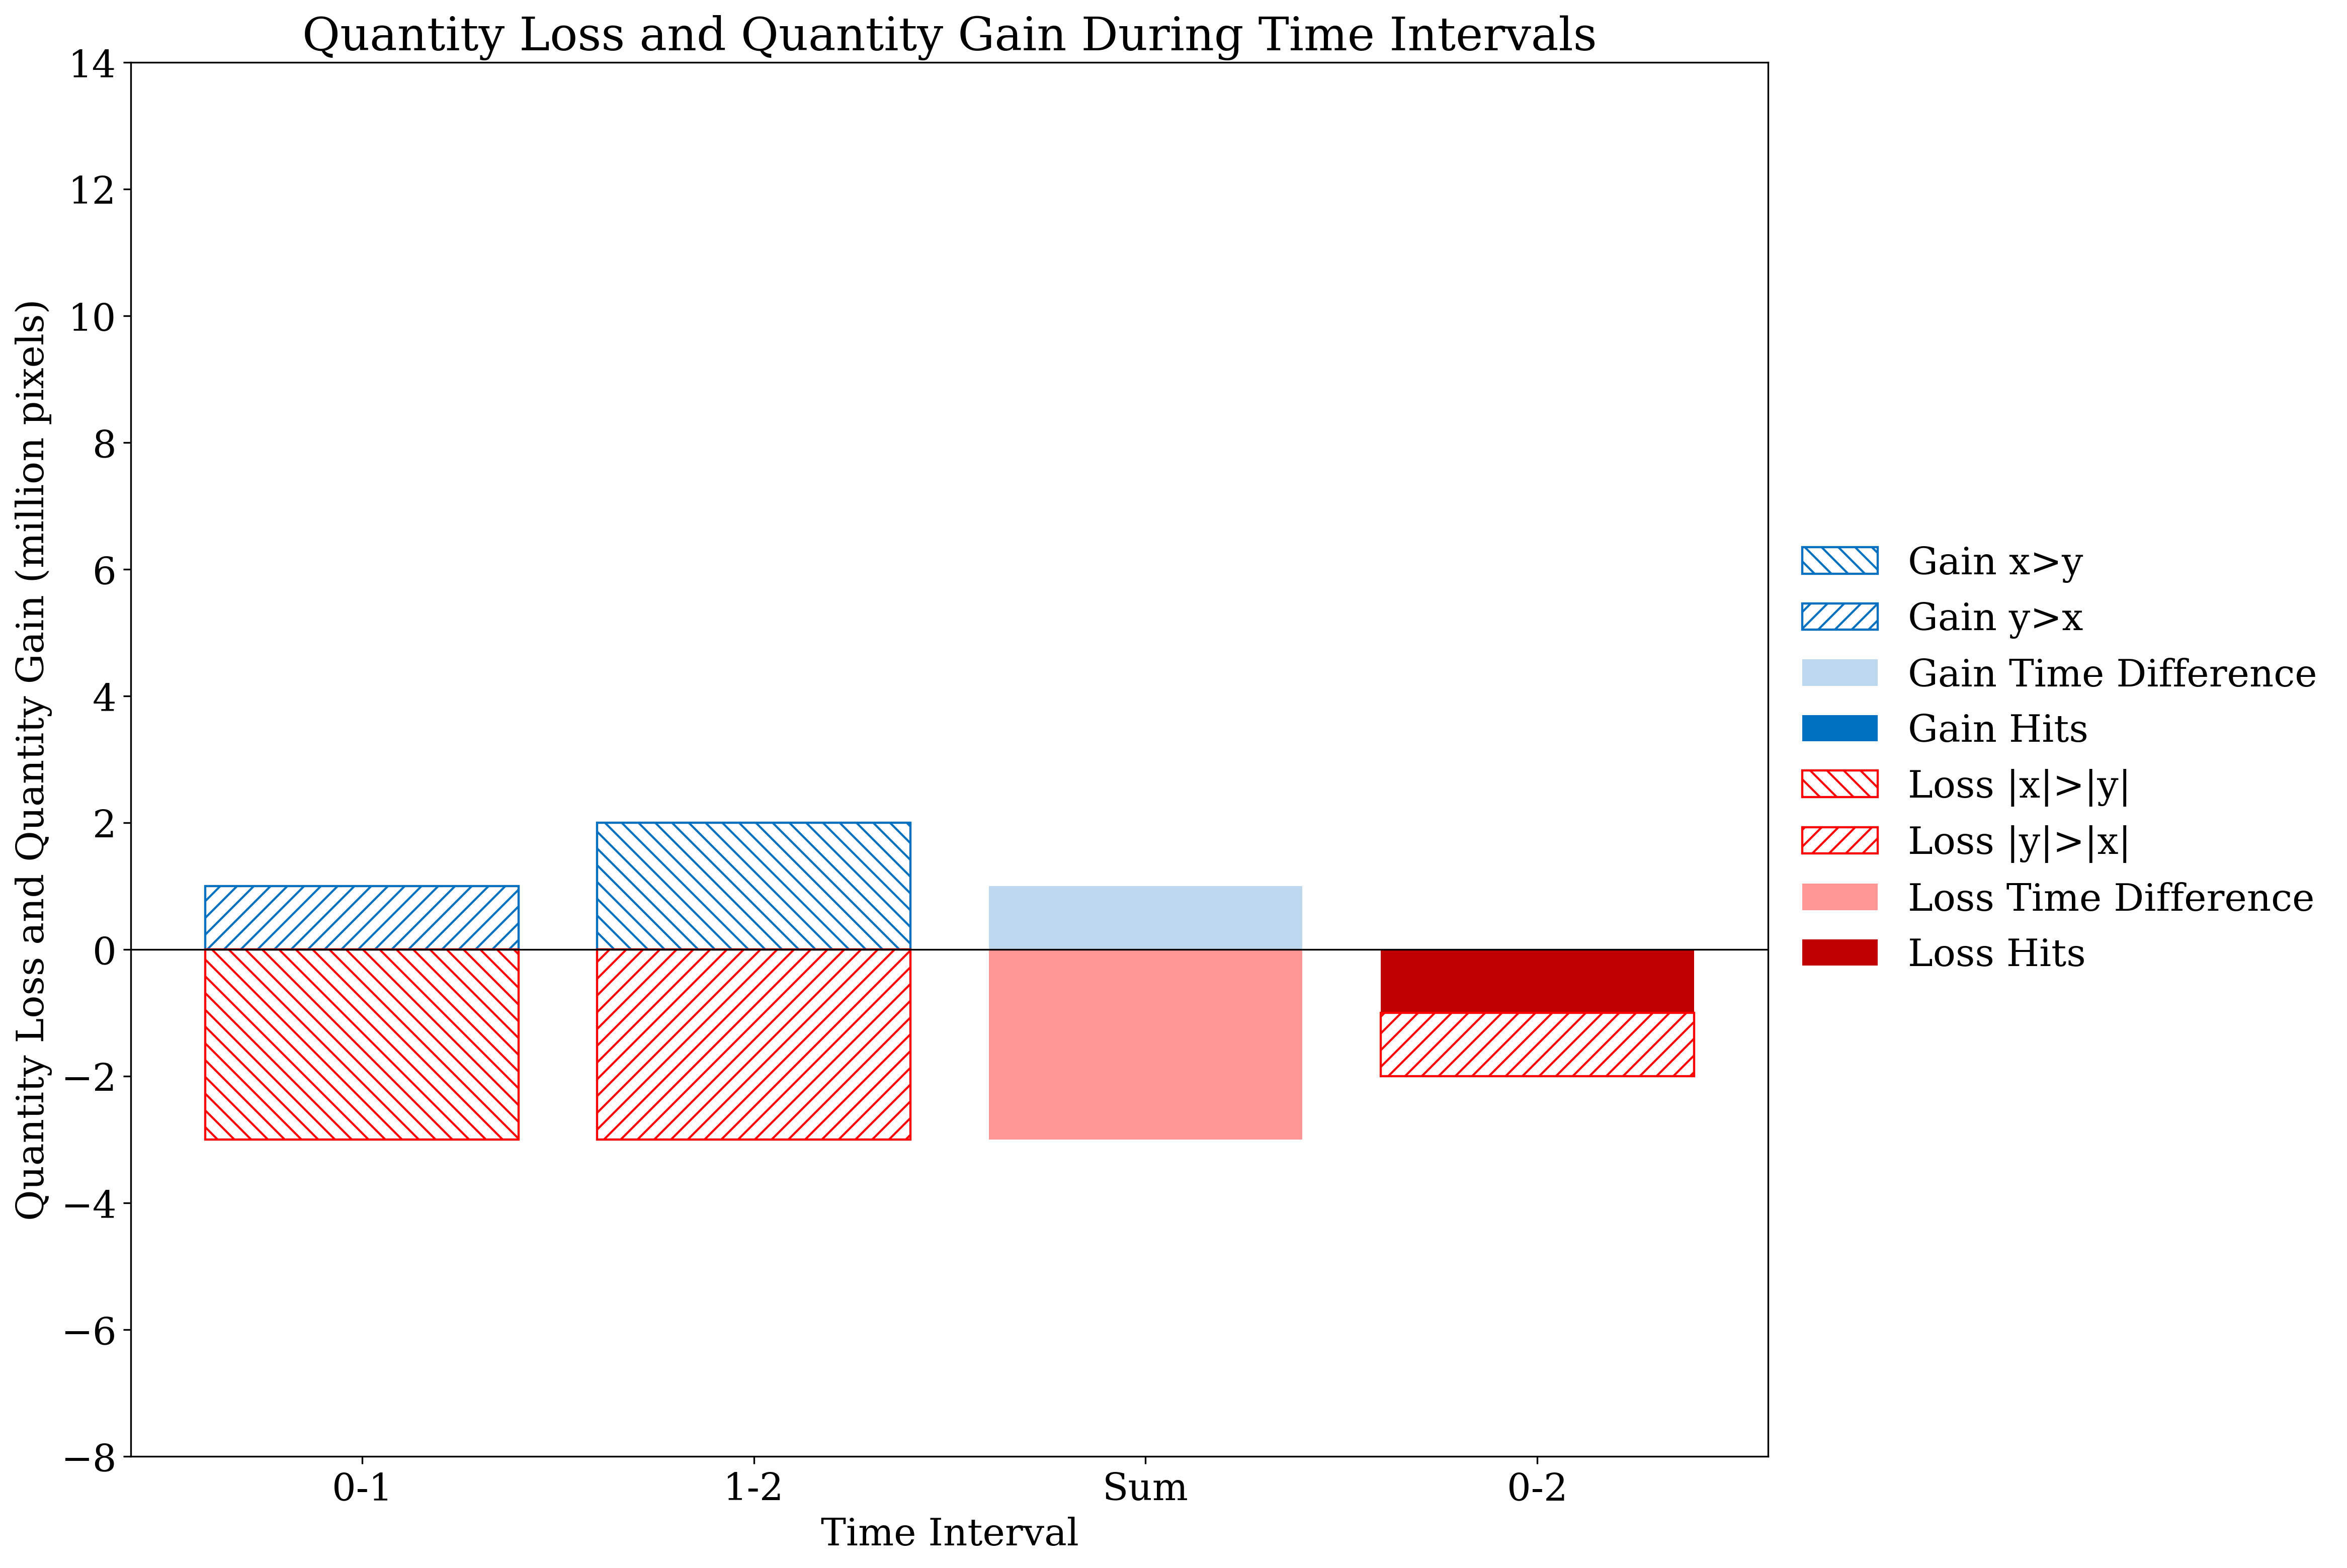 Quantity Loss and Quantity Gain During Time Intervals
Quantity Loss and Quantity Gain (million pixels)
14
12
10
8
6
4
2
0
−2
−4
−6
−8
0-1
1-2
Sum
0-2
Time Interval
Gain x>y
Gain y>x
Gain Time Difference
Gain Hits
Loss |x|>|y|
Loss |y|>|x|
Loss Time Difference
Loss Hits